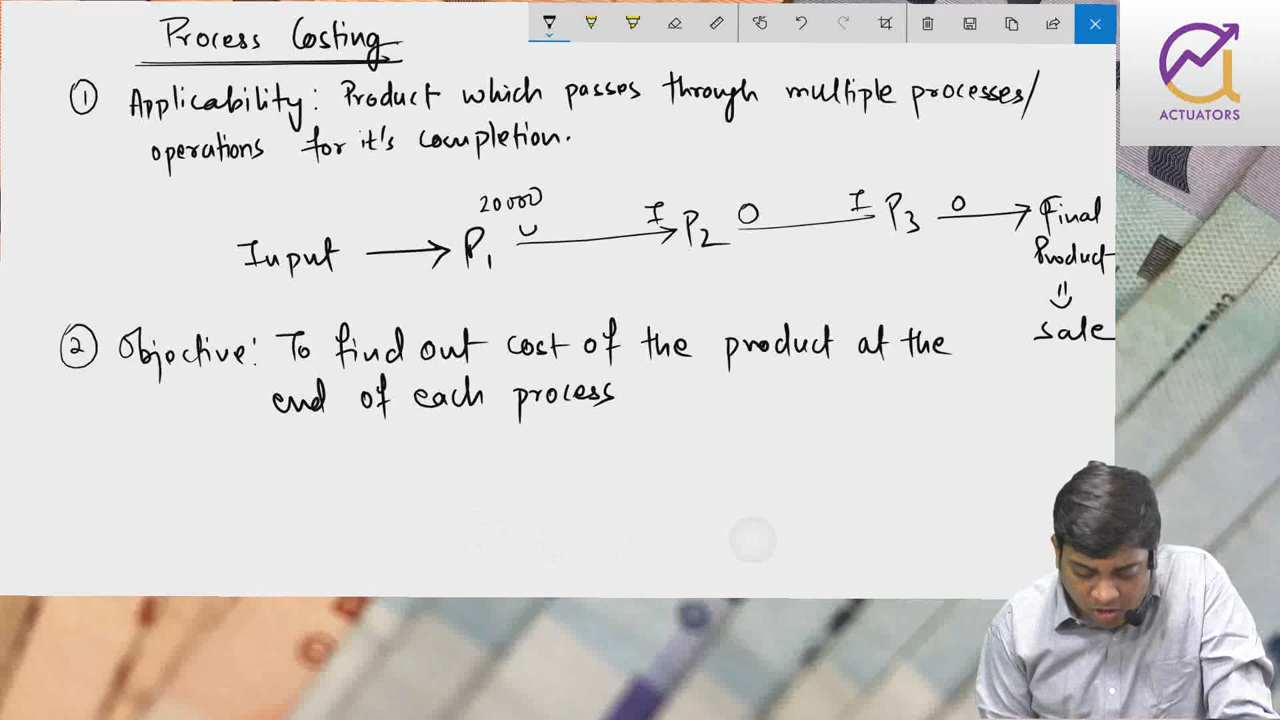 Process Costing
① Applicability: Product which passes through multiple processes/
operations for it's completion.
20000
Input → P1 → I P2 O → I P3 O → Final
Product
sale
② Objective: To find out cost of the product at the
end of each process
ACTUATORS